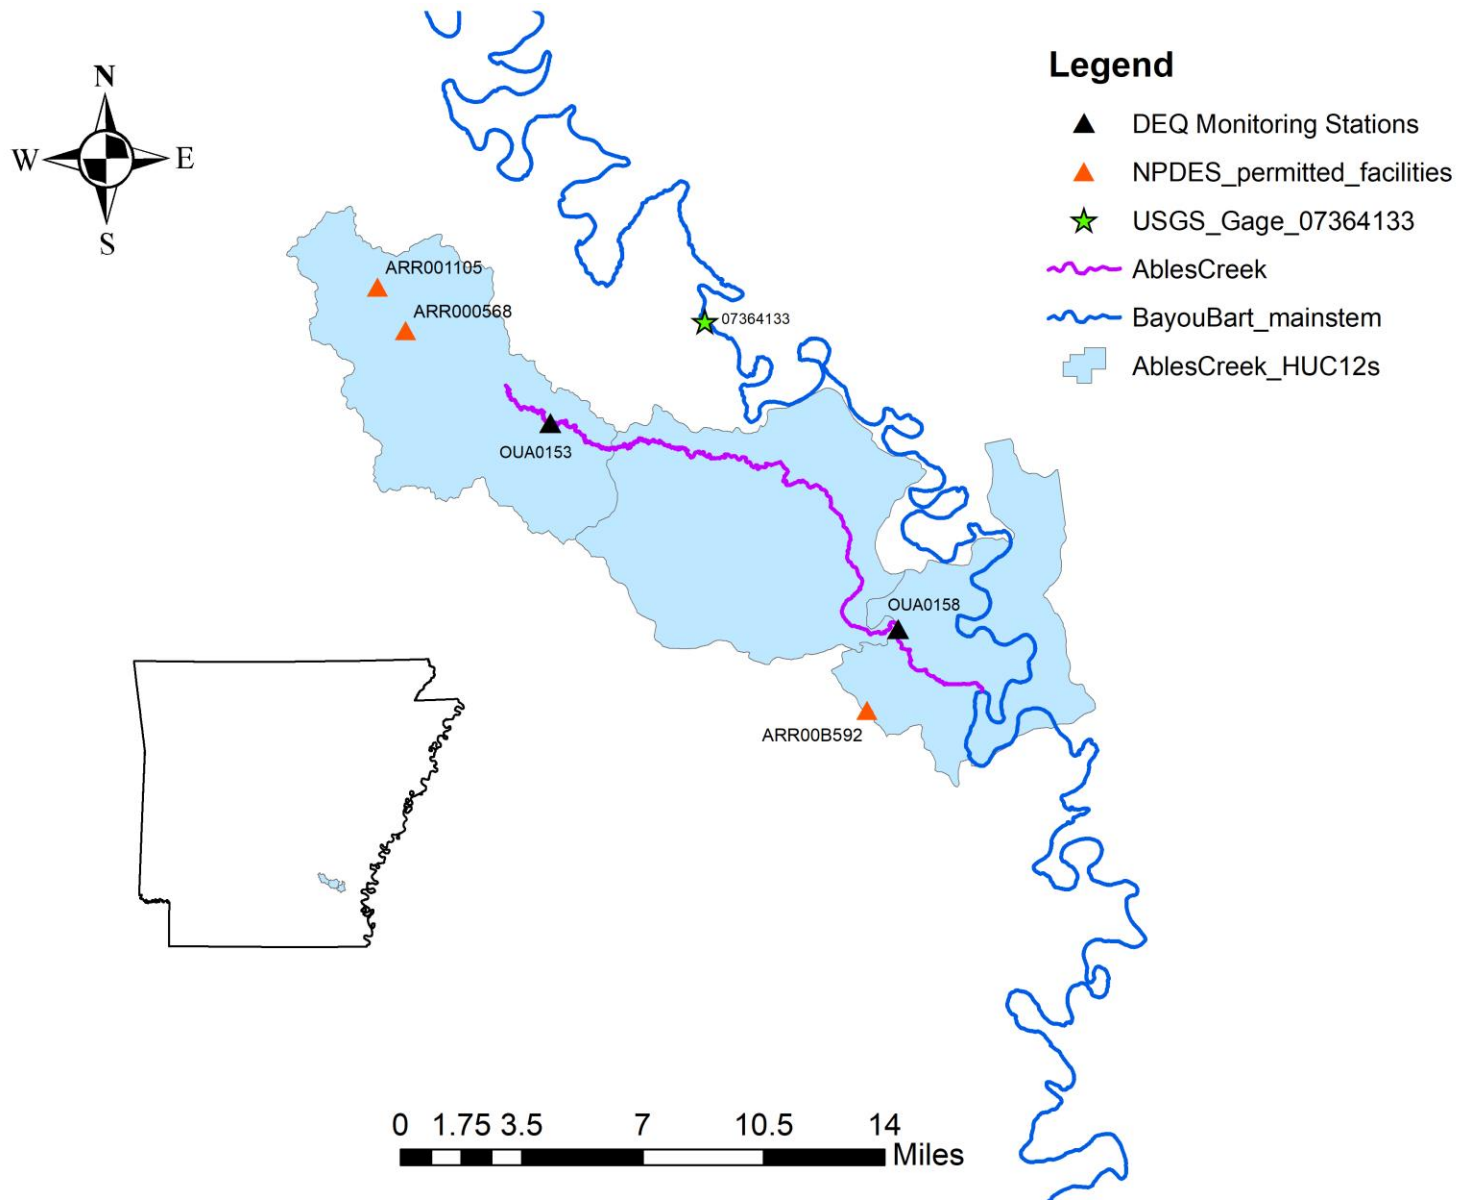 N
W E
S
Legend
DEQ Monitoring Stations
NPDES_permitted_facilities
USGS_Gage_07364133
AblesCreek
BayouBart_mainstem
AblesCreek_HUC12s
ARR001105
ARR000568
07364133
OUA0153
OUA0158
ARR00B592
0 1.75 3.5 7 10.5 14
Miles